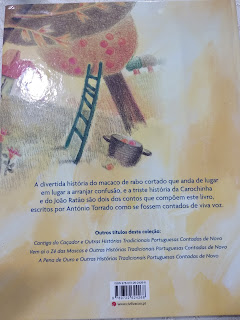 A divertida história do macaco de rabo cortado que anda de lugar
em lugar a arranjar confusão, e a triste história da Carochinha
e do João Ratão são dois dos contos que compõem este livro,
escritos por António Torrado como se fossem contados de viva voz.
Outros títulos desta coleção:
Contigo do Caçador e Outras Histórias Tradicionais Portuguesas Contadas de Novo
Vem aí o Zé das Moscas e Outras Histórias Tradicionais Portuguesas Contadas de Novo
A Pena de Ouro e Outras Histórias Tradicionais Portuguesas Contadas de Novo